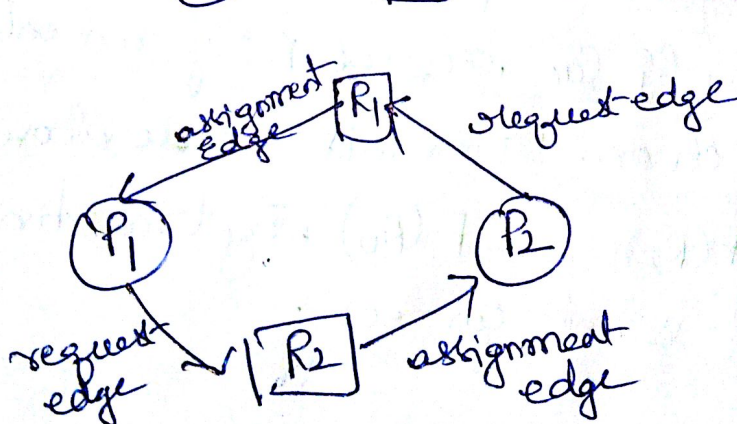 assignment
edge
R1
request edge
P1
P2
request
edge
R2
assignment
edge